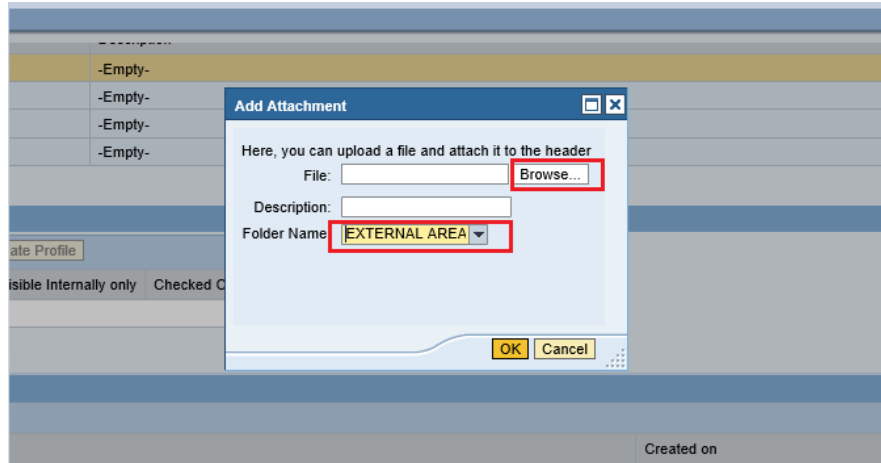 -Empty-
-Empty-
-Empty-
-Empty-
Add Attachment
Here, you can upload a file and attach it to the header
File:
Browse...
Description:
Folder Name
EXTERNAL AREA
OK Cancel
ate Profile
isible Internally only Checked O
Created on